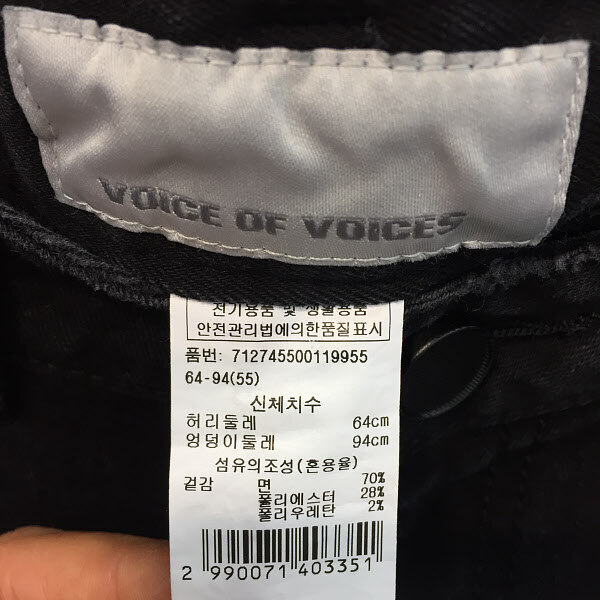 VOICE OF VOICES
전기용품 및 생활용품
안전관리법에의한품질표시
품번: 712745500119955
64-94(55)
신체치수
허리둘레 64cm
엉덩이둘레 94cm
섬유의조성(혼용율)
겉감 면 70%
폴리에스터 28%
폴리우레탄 2%
2 990071 403351